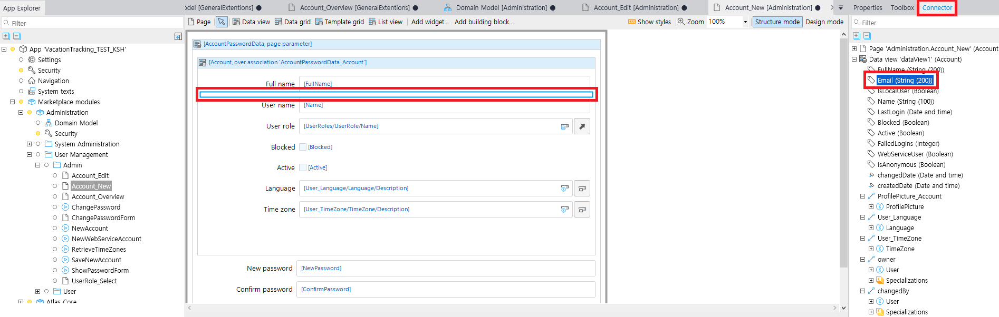 App Explorer
odel [GeneralExtentions]
Account_Overview [GeneralExtentions]
Domain Model [Administration]
Account_Edit [Administration]
Account_New [Administration]
Properties
Toolbox
Connector
Filter
Page
Data view
Data grid
Template grid
List view
Add widget...
Add building block...
CSS Show styles
Zoom
100%
Structure mode
Design mode
Filter
App 'VacationTracking_TEST_KSH'
Settings
Security
Navigation
System texts
Marketplace modules
Administration
Domain Model
Security
System Administration
User Management
Admin
Account_Edit
Account_New
Account_Overview
ChangePassword
ChangePasswordForm
NewAccount
NewWebServiceAccount
RetrieveTimeZones
SaveNewAccount
ShowPasswordForm
UserRole_Select
User
Atlas_Core
[AccountPasswordData, page parameter]
[Account, over association 'AccountPasswordData_Account']
Full name [FullName]
User name [Name]
User role [UserRoles/UserRole/Name]
Blocked [Blocked]
Active [Active]
Language [User_Language/Language/Description]
Time zone [User_TimeZone/TimeZone/Description]
New password [NewPassword]
Confirm password [ConfirmPassword]
Page 'Administration.Account_New' (Account
Data view 'dataView1' (Account)
FullName (String (200))
Email (String (200))
IsLocalUser (Boolean)
Name (String (100))
LastLogin (Date and time)
Blocked (Boolean)
Active (Boolean)
FailedLogins (Integer)
WebServiceUser (Boolean)
IsAnonymous (Boolean)
changedDate (Date and time)
createdDate (Date and time)
ProfilePicture_Account
ProfilePicture
User_Language
Language
User_TimeZone
TimeZone
owner
User
Specializations
changedBy
User
Specializations